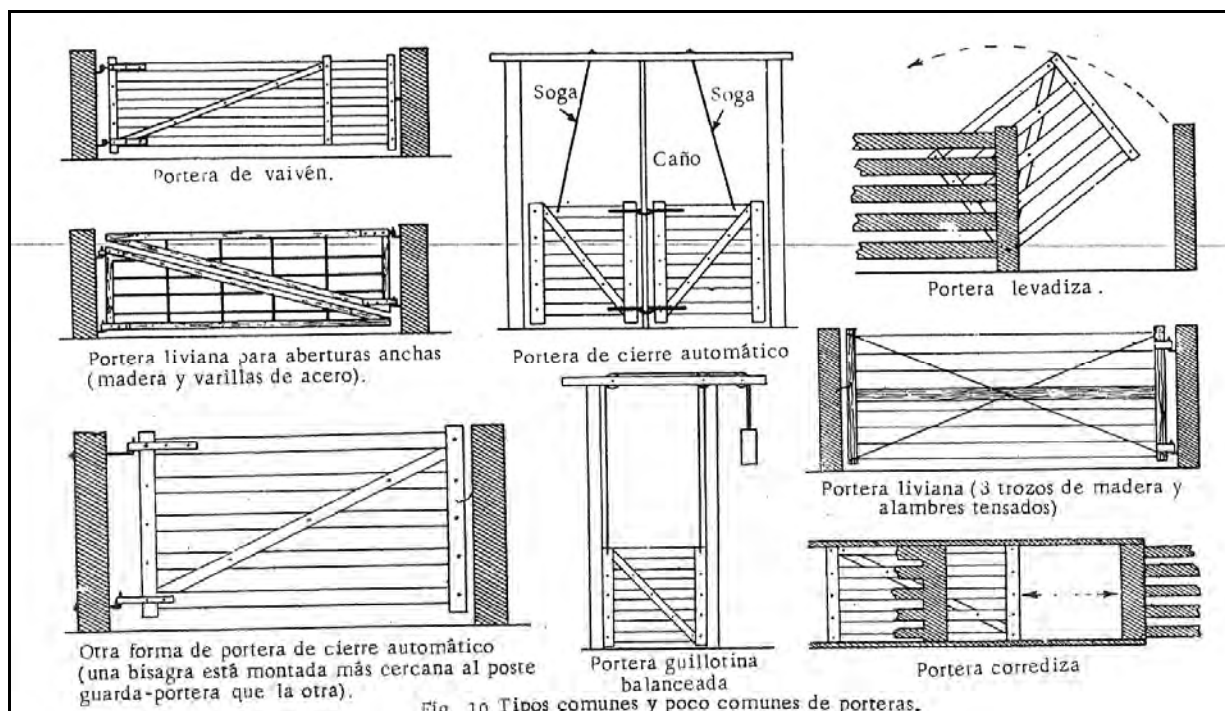 Portera de vaivén.
Soga
Soga
Caño
Portera levadiza.
Portera liviana para aberturas anchas
(madera y varillas de acero).
Portera de cierre automático
Portera liviana (3 trozos de madera y
alambres tensados)
Otra forma de portera de cierre automático
(una bisagra está montada más cercana al poste
guarda-portera que la otra).
Portera guillotina
balanceada
Portera corrediza
Fig. 10 Tipos comunes y poco comunes de porteras.